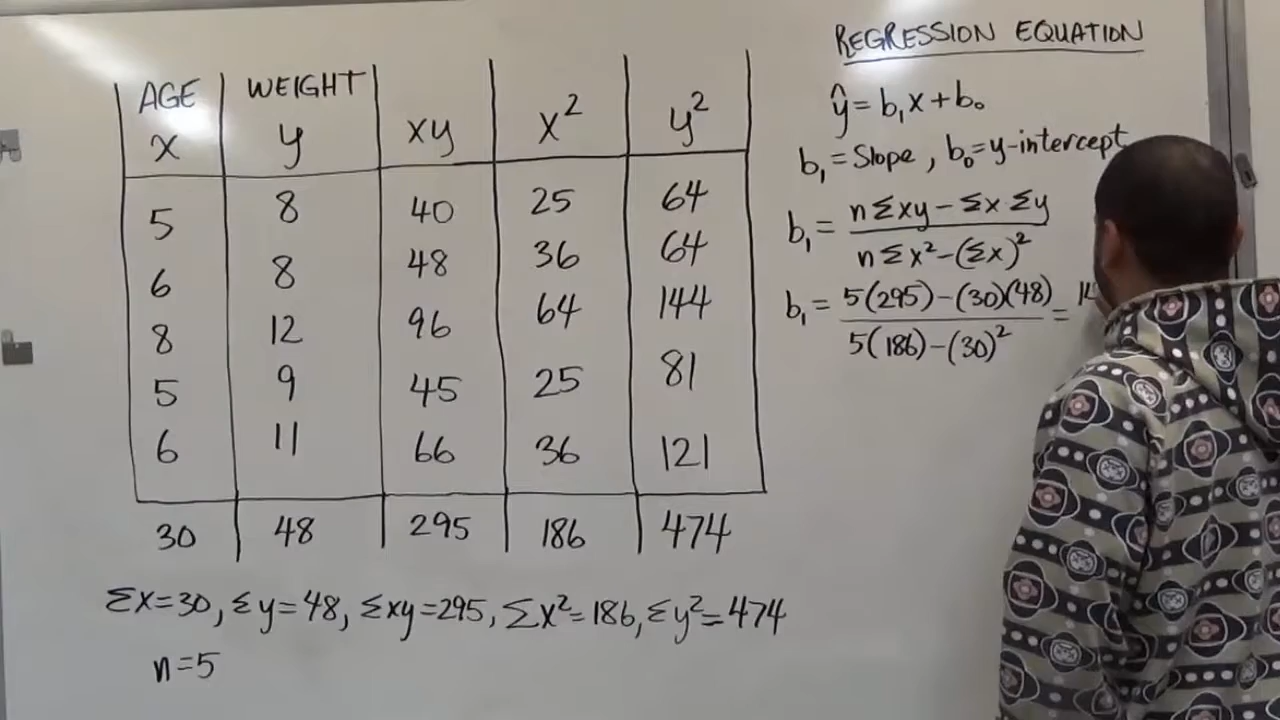 REGRESSION EQUATION
AGE WEIGHT
x y xy x² y²
5 8 40 25 64
6 8 48 36 64
8 12 96 64 144
5 9 45 25 81
6 11 66 36 121
30 48 295 186 474
Σx=30, Σy=48, Σxy=295, Σx²=186, Σy²=474
n=5
ŷ = b₁x + b₀
b₁ = Slope, b₀ = y-intercept
b₁ = (nΣxy − Σx Σy) / (nΣx² − (Σx)²)
b₁ = (5(295) − (30)(48)) / (5(186) − (30)²) =